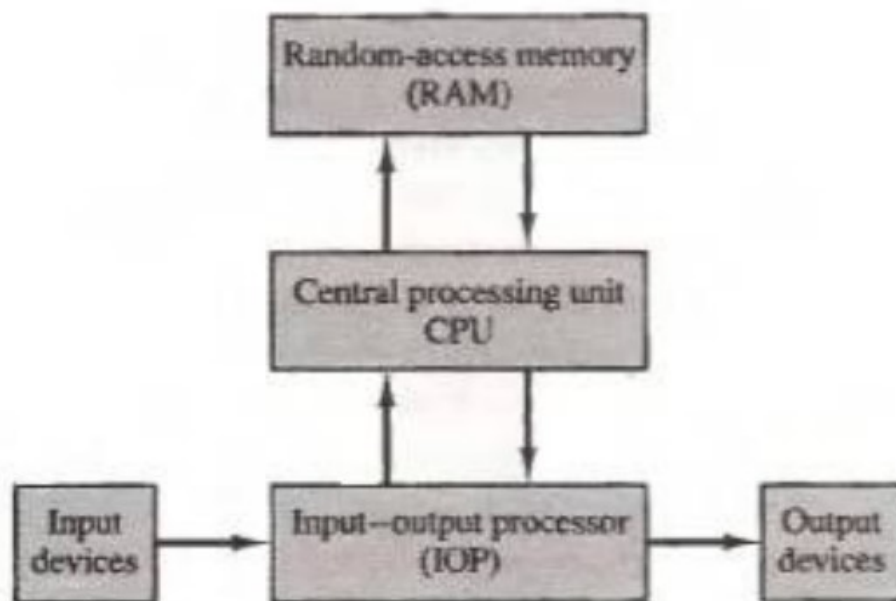 Random-access memory
(RAM)
Central processing unit
CPU
Input
devices
Input–output processor
(IOP)
Output
devices